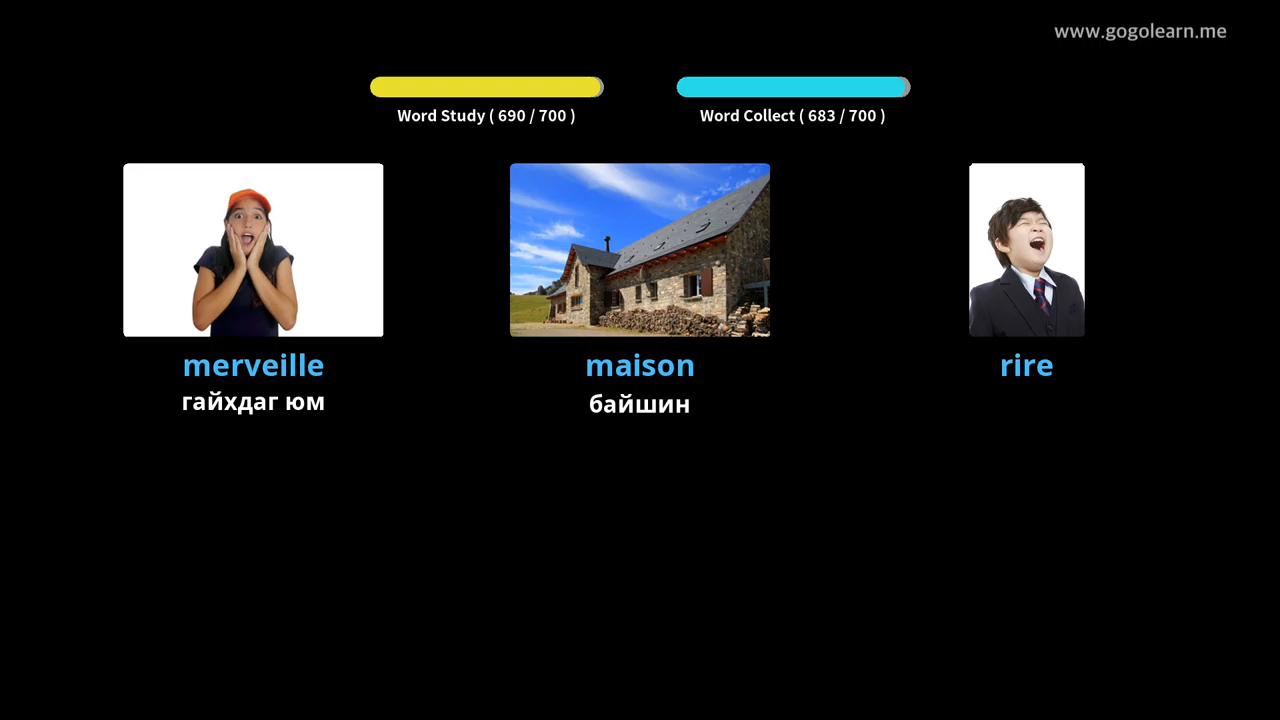 www.gogolearn.me
Word Study ( 690 / 700 )
Word Collect ( 683 / 700 )
merveille
maison
rire
гайхдаг юм
байшин